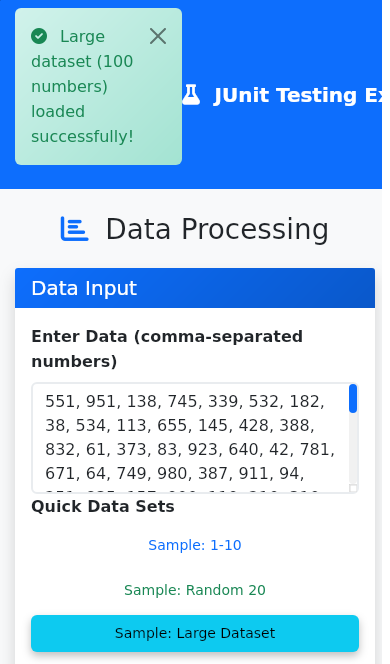 Large
dataset (100
numbers)
loaded
successfully!
JUnit Testing Ex
Data Processing
Data Input
Enter Data (comma-separated
numbers)
551, 951, 138, 745, 339, 532, 182,
38, 534, 113, 655, 145, 428, 388,
832, 61, 373, 83, 923, 640, 42, 781,
671, 64, 749, 980, 387, 911, 94,
Quick Data Sets
Sample: 1-10
Sample: Random 20
Sample: Large Dataset